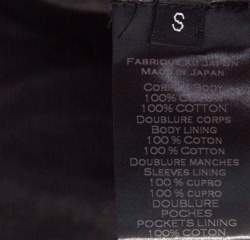 S
FABRIQUÉ AU JAPON
MADE IN JAPAN
CORPS BODY
100% COTON
100% COTTON
DOUBLURE CORPS
BODY LINING
100% COTON
100% COTTON
DOUBLURE MANCHES
SLEEVES LINING
100% CUPRO
100% CUPRO
DOUBLURE
POCHES
POCKETS LINING
100% COTON